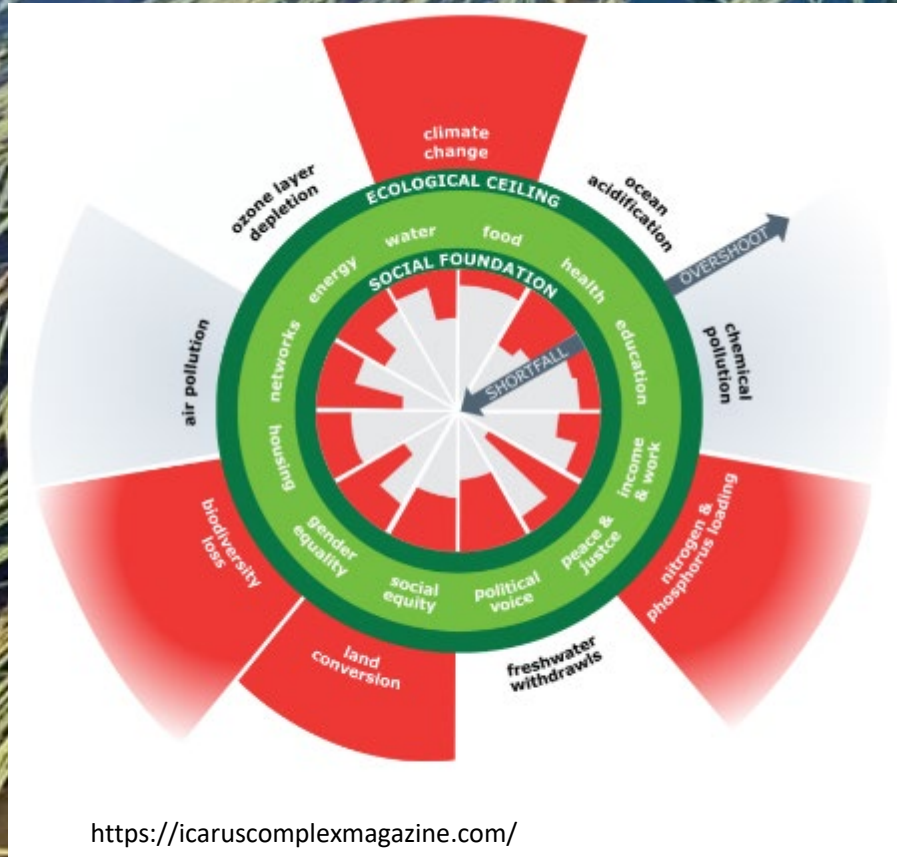 climate
change
ECOLOGICAL CEILING
ozone layer
depletion
ocean
acidification
OVERSHOOT
water
food
energy
health
SOCIAL FOUNDATION
networks
education
SHORTFALL
air pollution
chemical
pollution
housing
income
& work
gender
equality
peace &
justce
social
equity
political
voice
biodiversity
loss
nitrogen &
phosphorus loading
land
conversion
freshwater
withdrawls
https://icaruscomplexmagazine.com/